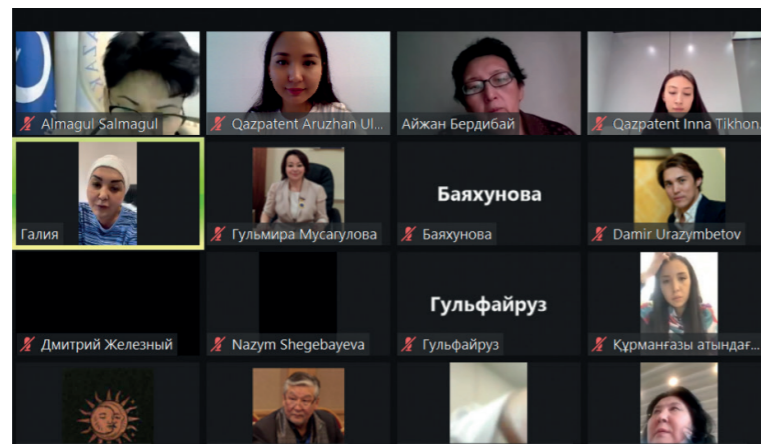 Almagul Salmagul
Qazpatent Aruzhan Ul...
Айжан Бердибай
Qazpatent Inna Tikhon.
Галия
Гульмира Мусагулова
Баяхунова
Баяхунова
Damir Urazymbetov
Дмитрий Железный
Nazym Shegebayeva
Гульфайруз
Гульфайруз
Құрманғазы атындағ...